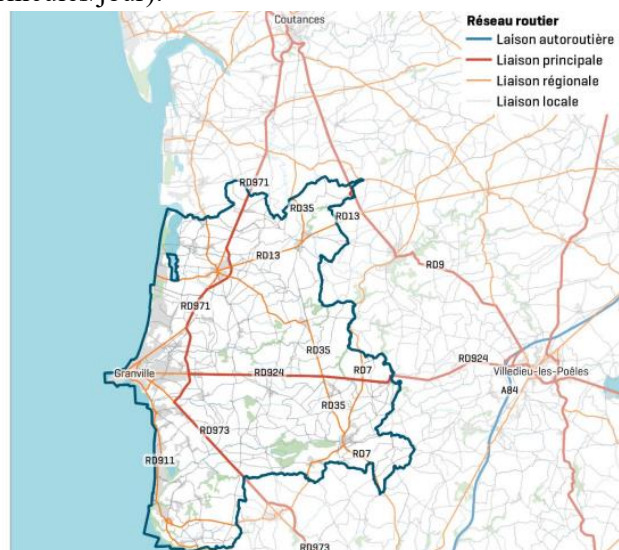 Coutances
Réseau routier
Laison autoroutière
Liaison principale
Liaison régionale
Liaison locale
RD971
RD35
RD13
RD13
RD9
RD971
RD35
RD924
Granville
RD924
RD7
Villedieu-les-Poêles
A84
RD35
RD973
RD911
RD7
RD973